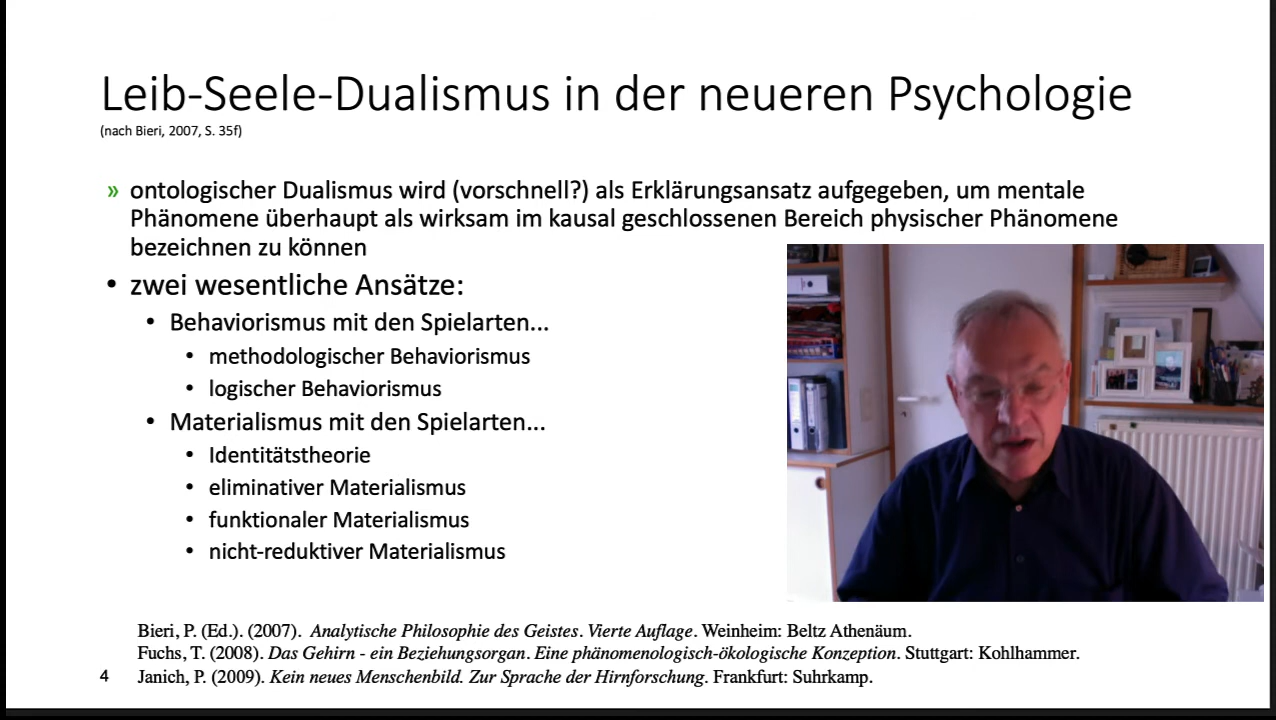 Leib-Seele-Dualismus in der neueren Psychologie
(nach Bieri, 2007, S. 35f)
» ontologischer Dualismus wird (vorschnell?) als Erklärungsansatz aufgegeben, um mentale
Phänomene überhaupt als wirksam im kausal geschlossenen Bereich physischer Phänomene
bezeichnen zu können
• zwei wesentliche Ansätze:
• Behaviorismus mit den Spielarten...
• methodologischer Behaviorismus
• logischer Behaviorismus
• Materialismus mit den Spielarten...
• Identitätstheorie
• eliminativer Materialismus
• funktionaler Materialismus
• nicht-reduktiver Materialismus
Bieri, P. (Ed.). (2007). Analytische Philosophie des Geistes. Vierte Auflage. Weinheim: Beltz Athenäum.
Fuchs, T. (2008). Das Gehirn - ein Beziehungsorgan. Eine phänomenologisch-ökologische Konzeption. Stuttgart: Kohlhammer.
4 Janich, P. (2009). Kein neues Menschenbild. Zur Sprache der Hirnforschung. Frankfurt: Suhrkamp.